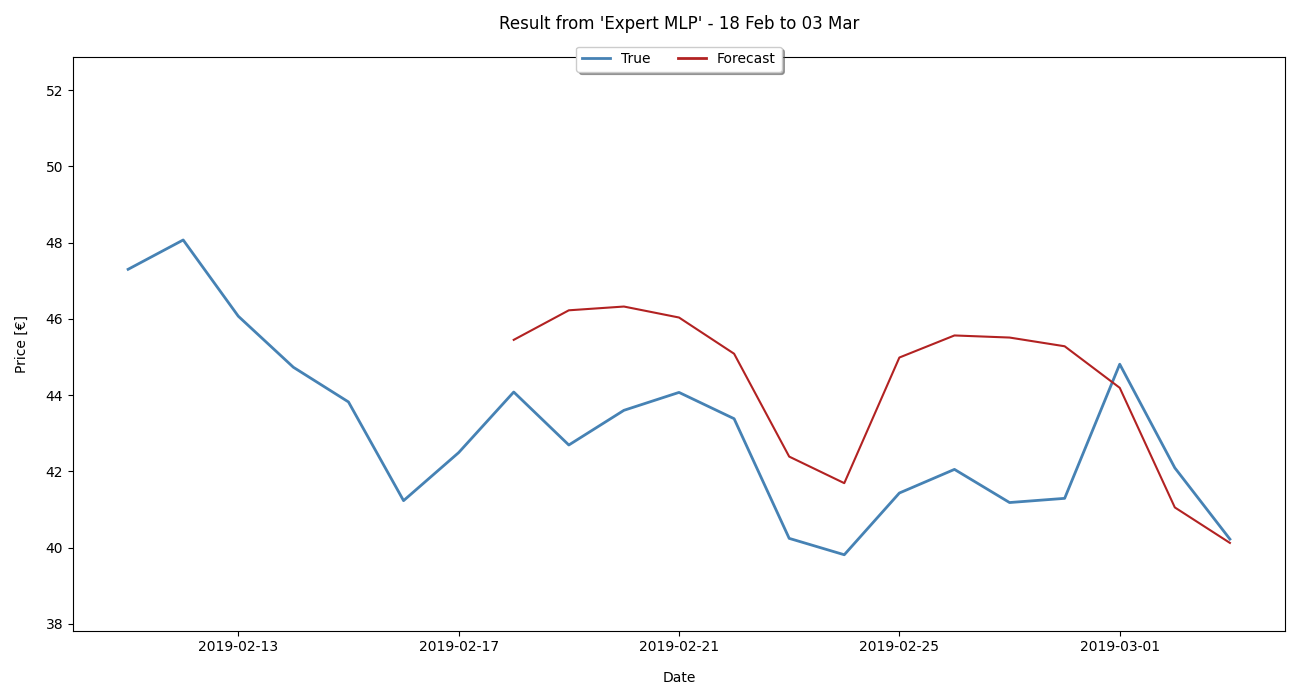 Result from 'Expert MLP' - 18 Feb to 03 Mar
True Forecast
52
50
48
46
44
42
40
38
Price [€]
2019-02-13 2019-02-17 2019-02-21 2019-02-25 2019-03-01
Date